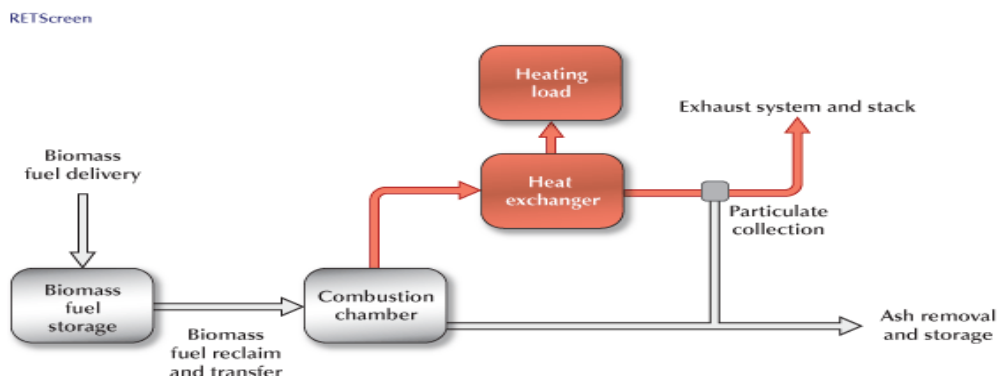 RETScreen
Heating
load
Exhaust system and stack
Biomass
fuel delivery
Heat
exchanger
Particulate
collection
Biomass
fuel
storage
Combustion
chamber
Biomass
fuel reclaim
and transfer
Ash removal
and storage